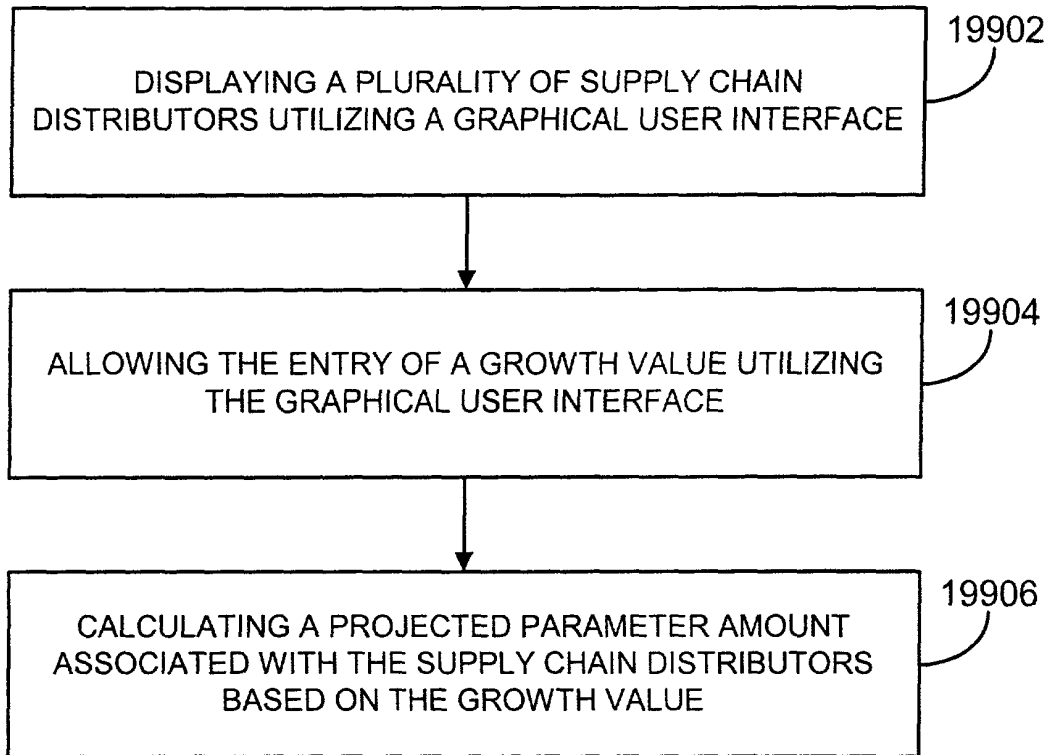 19902
DISPLAYING A PLURALITY OF SUPPLY CHAIN
DISTRIBUTORS UTILIZING A GRAPHICAL USER INTERFACE
19904
ALLOWING THE ENTRY OF A GROWTH VALUE UTILIZING
THE GRAPHICAL USER INTERFACE
19906
CALCULATING A PROJECTED PARAMETER AMOUNT
ASSOCIATED WITH THE SUPPLY CHAIN DISTRIBUTORS
BASED ON THE GROWTH VALUE